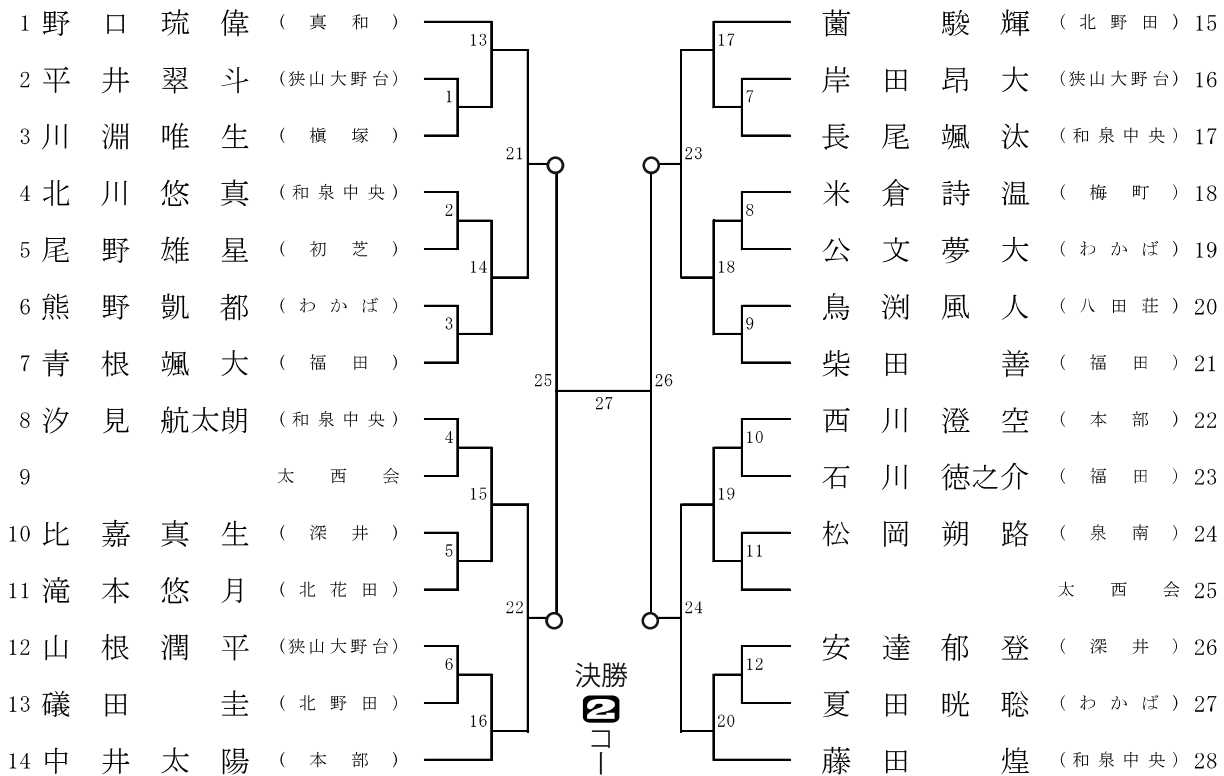 1 野口琉偉 (真和)
2 平井翠斗 (狭山大野台)
3 川淵唯生 (槇塚)
4 北川悠真 (和泉中央)
5 尾野雄星 (初芝)
6 熊野凱都 (わかば)
7 青根颯大 (福田)
8 汐見航太朗 (和泉中央)
9 太西会
10 比嘉真生 (深井)
11 滝本悠月 (北花田)
12 山根潤平 (狭山大野台)
13 礒田圭 (北野田)
14 中井太陽 (本部)
13
1
21
2
14
3
25
4
15
5
22
6
16
27
決勝
2
コー
17
7
23
8
18
9
26
10
19
11
24
12
20
薗駿輝 (北野田) 15
岸田昂大 (狭山大野台) 16
長尾颯汰 (和泉中央) 17
米倉詩温 (梅町) 18
公文夢大 (わかば) 19
鳥渕風人 (八田荘) 20
柴田善 (福田) 21
西川澄空 (本部) 22
石川徳之介 (福田) 23
松岡朔路 (泉南) 24
太西会 25
安達郁登 (深井) 26
夏田晄聡 (わかば) 27
藤田煌 (和泉中央) 28